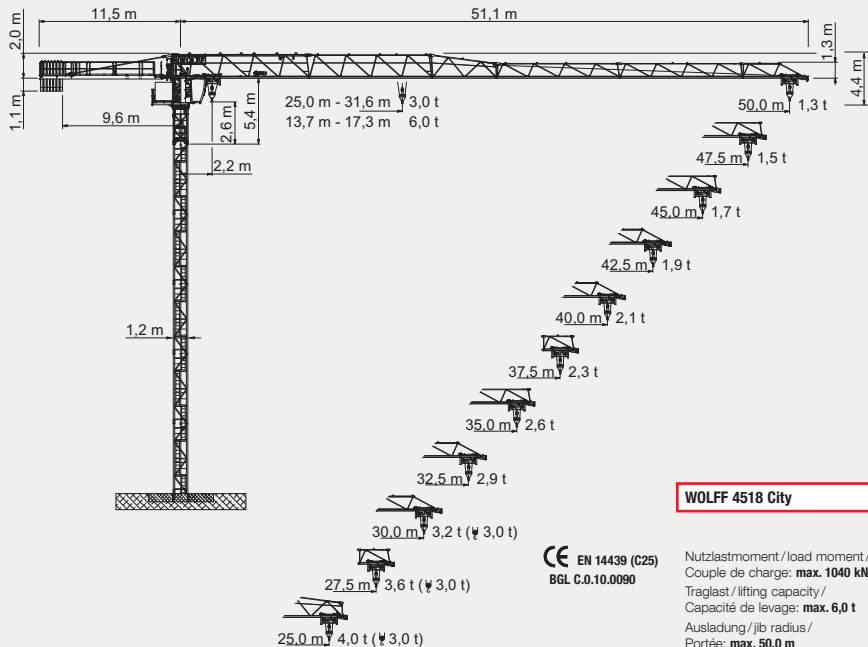 11,5 m
51,1 m
2,0 m
1,3 m
4,4 m
1,1 m
9,6 m
2,6 m
5,4 m
2,2 m
25,0 m - 31,6 m 3,0 t
13,7 m - 17,3 m 6,0 t
50,0 m 1,3 t
47,5 m 1,5 t
45,0 m 1,7 t
42,5 m 1,9 t
40,0 m 2,1 t
1,2 m
37,5 m 2,3 t
35,0 m 2,6 t
32,5 m 2,9 t
30,0 m 3,2 t ( 3,0 t)
27,5 m 3,6 t ( 3,0 t)
25,0 m 4,0 t ( 3,0 t)
WOLFF 4518 City
CE EN 14439 (C25)
BGL C.0.10.0090
Nutzlastmoment / load moment /
Couple de charge: max. 1040 kN
Traglast / lifting capacity /
Capacité de levage: max. 6,0 t
Ausladung / jib radius /
Portée: max. 50,0 m